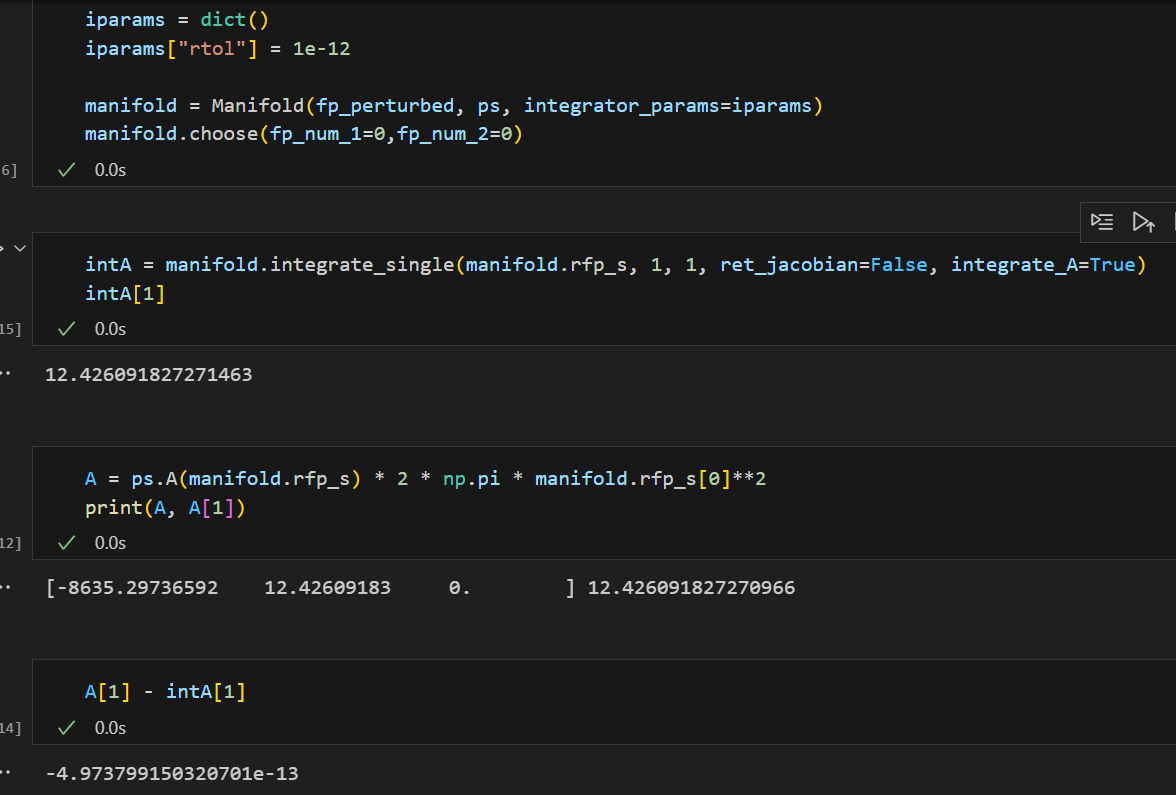 iparams = dict()
iparams["rtol"] = 1e-12
manifold = Manifold(fp_perturbed, ps, integrator_params=iparams)
manifold.choose(fp_num_1=0,fp_num_2=0)
6]
0.0s
intA = manifold.integrate_single(manifold.rfp_s, 1, 1, ret_jacobian=False, integrate_A=True)
intA[1]
15]
0.0s
12.426091827271463
A = ps.A(manifold.rfp_s) * 2 * np.pi * manifold.rfp_s[0]**2
print(A, A[1])
12]
0.0s
[-8635.29736592    12.42609183     0.        ] 12.426091827270966
A[1] - intA[1]
14]
0.0s
-4.973799150320701e-13